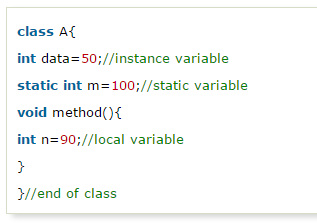 class A{
int data=50;//instance variable
static int m=100;//static variable
void method(){
int n=90;//local variable
}
}//end of class